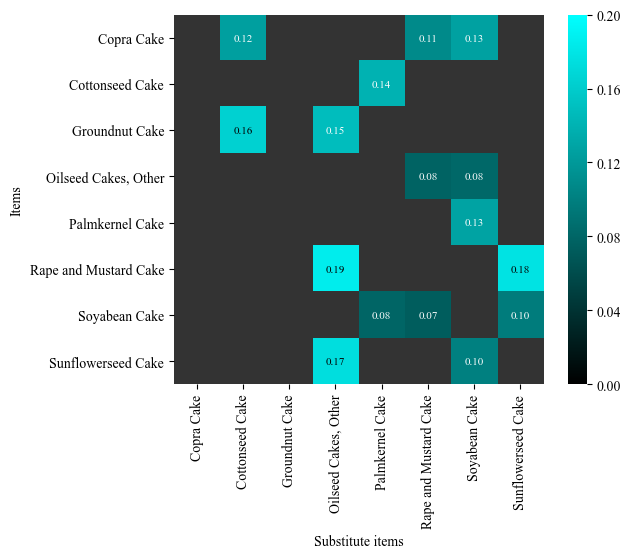 Items
Copra Cake
Cottonseed Cake
Groundnut Cake
Oilseed Cakes, Other
Palmkernel Cake
Rape and Mustard Cake
Soyabean Cake
Sunflowerseed Cake
0.12 0.11 0.13
0.14
0.16 0.15
0.08 0.08
0.13
0.19 0.18
0.08 0.07 0.10
0.17 0.10
0.20
0.16
0.12
0.08
0.04
0.00
Copra Cake
Cottonseed Cake
Groundnut Cake
Oilseed Cakes, Other
Palmkernel Cake
Rape and Mustard Cake
Soyabean Cake
Sunflowerseed Cake
Substitute items